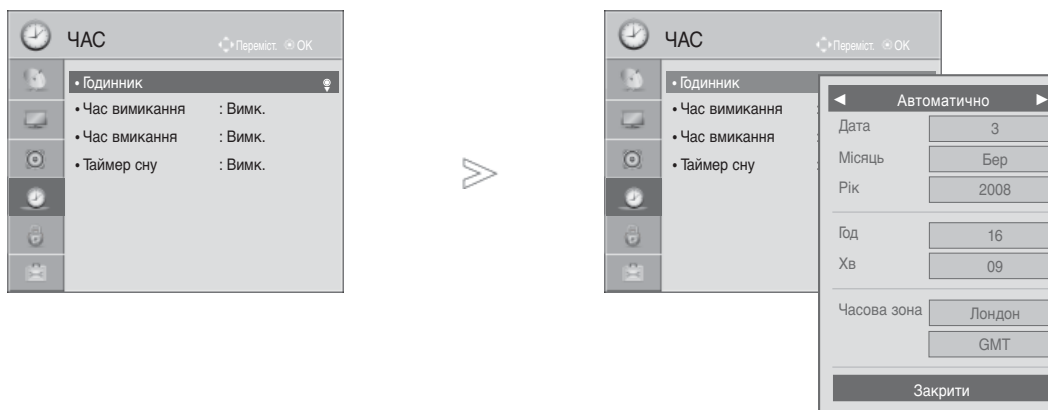 ЧАС
Переміст. OK
• Годинник
• Час вимикання : Вимк.
• Час вмикання : Вимк.
• Таймер сну : Вимк.
ЧАС
Переміст. OK
• Годинник
• Час вимикання :
• Час вмикання :
• Таймер сну :
◄ Автоматично ►
Дата 3
Місяць Бер
Рік 2008
Год 16
Хв 09
Часова зона Лондон
GMT
Закрити